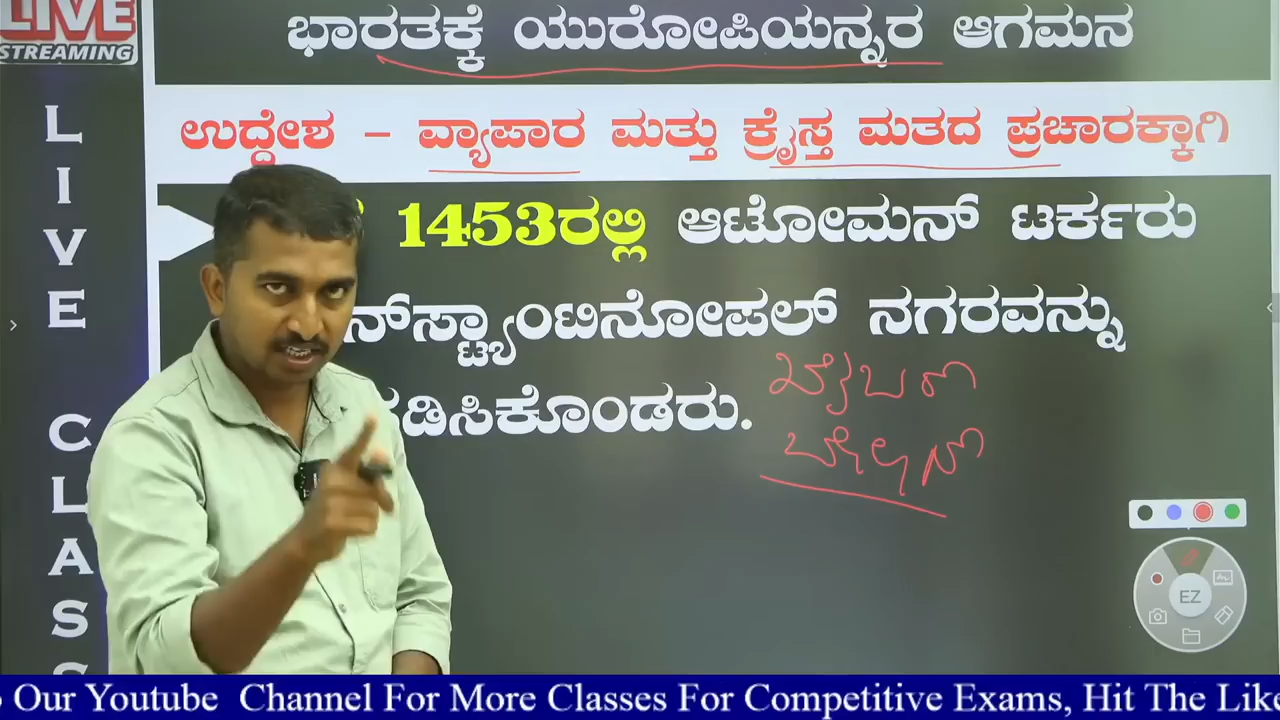 LIVE
STREAMING
ಭಾರತಕ್ಕೆ ಯುರೋಪಿಯನ್ನರ ಆಗಮನ
ಉದ್ದೇಶ – ವ್ಯಾಪಾರ ಮತ್ತು ಕ್ರೈಸ್ತ ಮತದ ಪ್ರಚಾರಕ್ಕಾಗಿ
1453ರಲ್ಲಿ ಆಟೋಮನ್ ಟರ್ಕರು
ನ್‌ಸ್ಟ್ಯಾಂಟಿನೋಪಲ್ ನಗರವನ್ನು
ಡಿಸಿಕೊಂಡರು.
LIVE CLASS
EZ
Our Youtube Channel For More Classes For Competitive Exams, Hit The Like